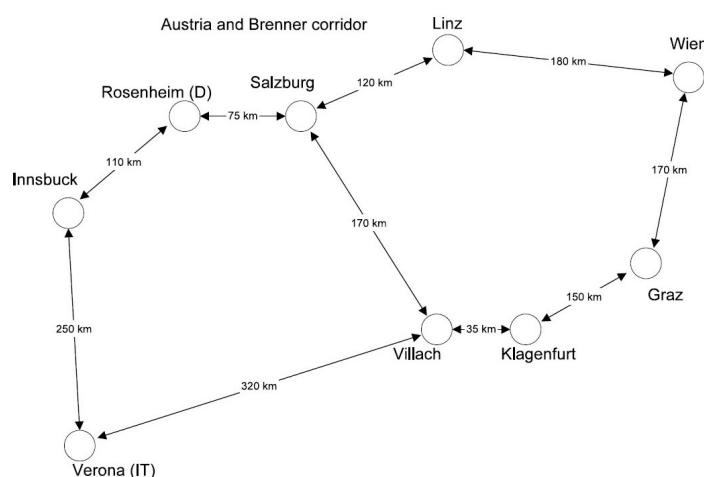 Austria and Brenner corridor
Linz
Wien
180 km
Salzburg
120 km
Rosenheim (D)
75 km
110 km
170 km
Innsbuck
170 km
Graz
150 km
250 km
35 km
Villach
Klagenfurt
320 km
Verona (IT)